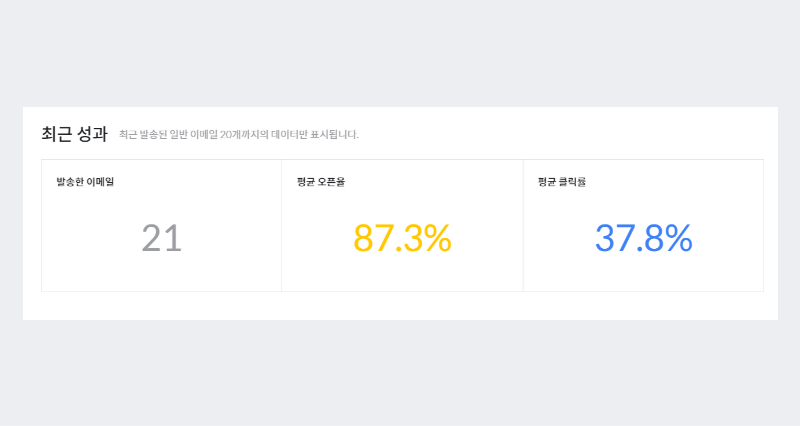 최근 성과 최근 발송된 일반 이메일 20개까지의 데이터만 표시됩니다.
발송한 이메일 평균 오픈율 평균 클릭률
21 87.3% 37.8%